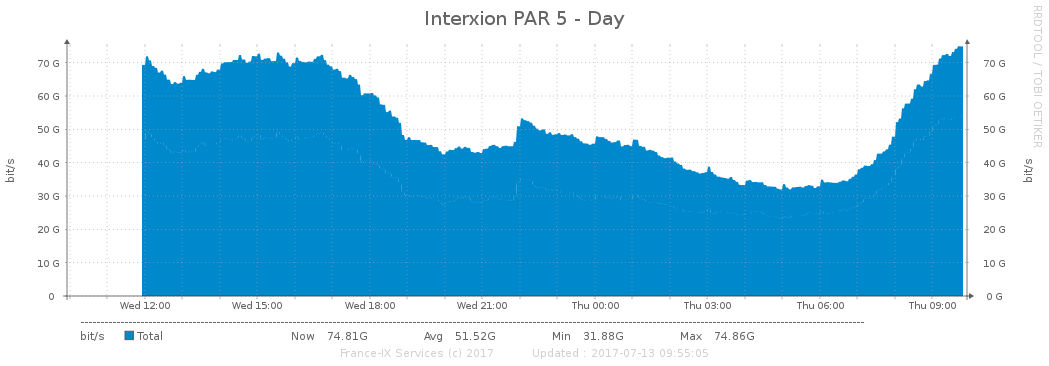 Interxion PAR 5 - Day
RRDTOOL / TOBI OETIKER
bit/s
70 G 70 G
60 G 60 G
50 G 50 G
40 G 40 G
30 G 30 G
20 G 20 G
10 G 10 G
0 0 G
bit/s
Wed 12:00 Wed 15:00 Wed 18:00 Wed 21:00 Thu 00:00 Thu 03:00 Thu 06:00 Thu 09:00
bit/s Total Now 74.81G Avg 51.52G Min 31.88G Max 74.86G
France-IX Services (c) 2017 Updated : 2017-07-13 09:55:05